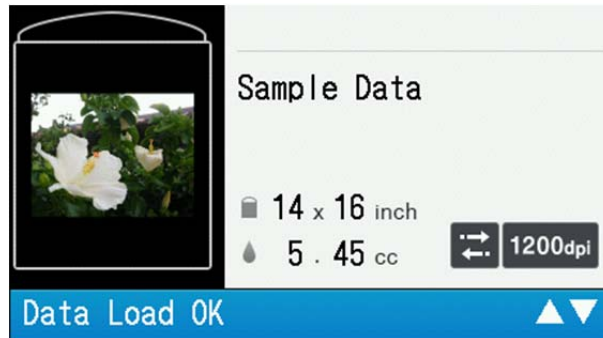 Sample Data
14 x 16 inch
5 . 45 cc
1200dpi
Data Load OK